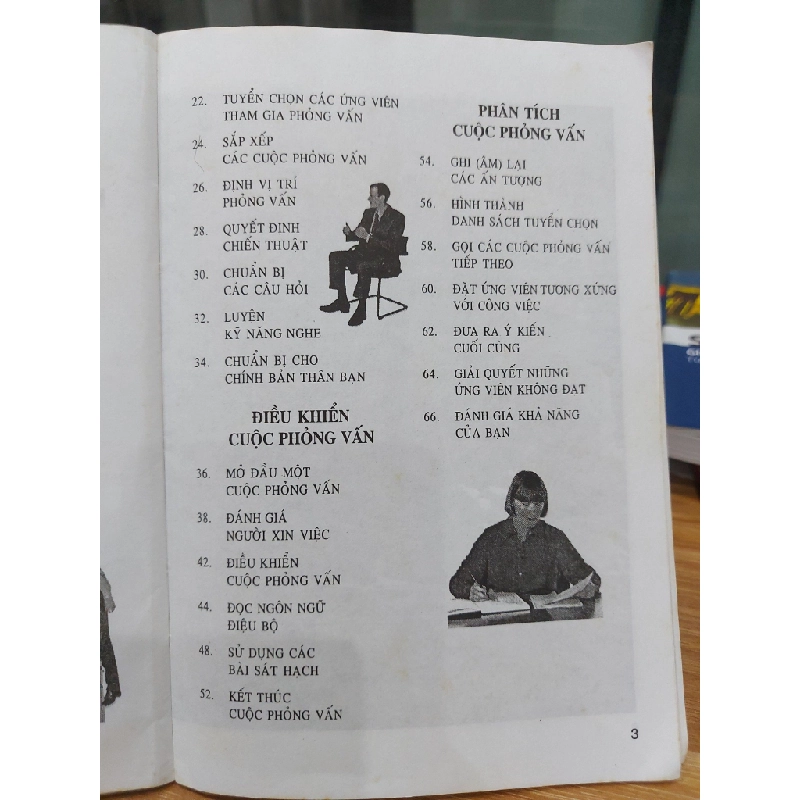 22. TUYỂN CHỌN CÁC ỨNG VIÊN
THAM GIA PHỎNG VẤN
24. SẮP XẾP
CÁC CUỘC PHỎNG VẤN
26. ĐỊNH VỊ TRÍ
PHỎNG VẤN
28. QUYẾT ĐỊNH
CHIẾN THUẬT
30. CHUẨN BỊ
CÁC CÂU HỎI
32. LUYỆN
KỸ NĂNG NGHE
34. CHUẨN BỊ CHO
CHÍNH BẢN THÂN BẠN
ĐIỀU KHIỂN
CUỘC PHỎNG VẤN
36. MỞ ĐẦU MỘT
CUỘC PHỎNG VẤN
38. ĐÁNH GIÁ
NGƯỜI XIN VIỆC
42. ĐIỀU KHIỂN
CUỘC PHỎNG VẤN
44. ĐỌC NGÔN NGỮ
ĐIỆU BỘ
48. SỬ DỤNG CÁC
BÀI SÁT HẠCH
52. KẾT THÚC
CUỘC PHỎNG VẤN
PHÂN TÍCH
CUỘC PHỎNG VẤN
54. GHI (ÂM) LẠI
CÁC ẤN TƯỢNG
56. HÌNH THÀNH
DANH SÁCH TUYỂN CHỌN
58. GỌI CÁC CUỘC PHỎNG VẤN
TIẾP THEO
60. ĐẶT ỨNG VIÊN TƯƠNG XỨNG
VỚI CÔNG VIỆC
62. ĐƯA RA Ý KIẾN
CUỐI CÙNG
64. GIẢI QUYẾT NHỮNG
ỨNG VIÊN KHÔNG ĐẠT
66. ĐÁNH GIÁ KHẢ NĂNG
CỦA BẠN
3